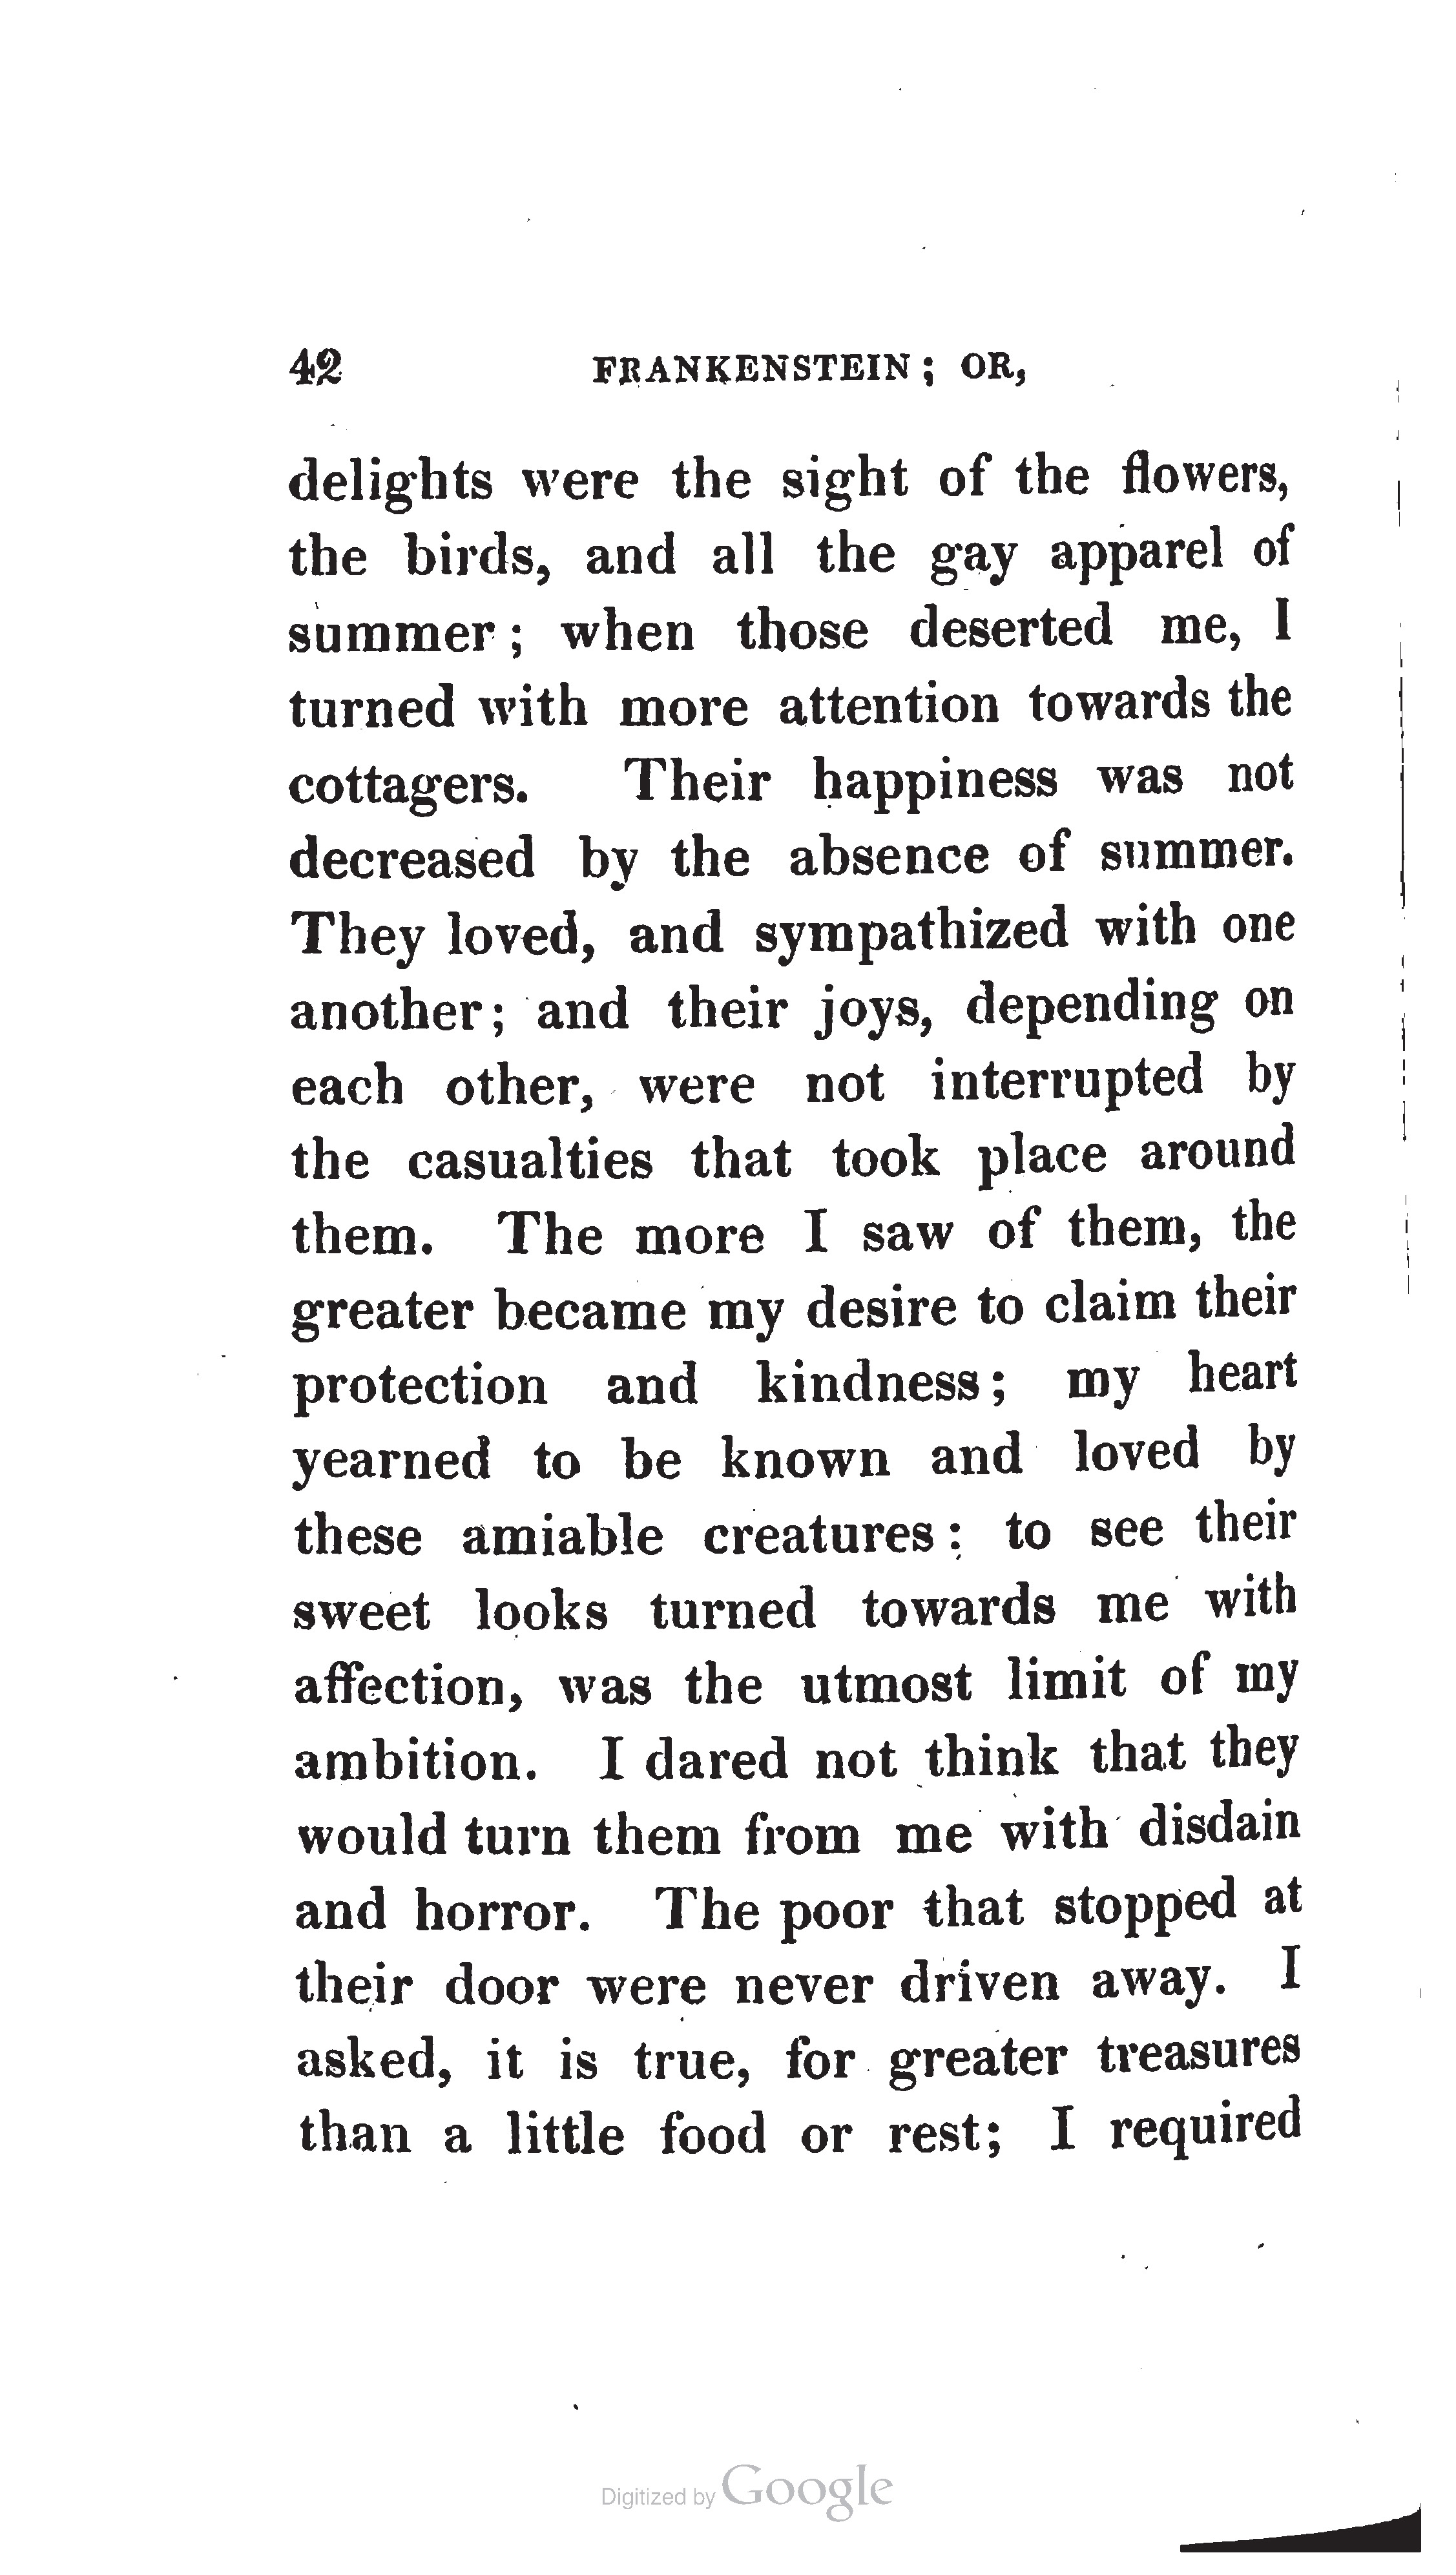 42 FRANKENSTEIN; OR,
delights were the sight of the flowers,
the birds, and all the gay apparel of
summer; when those deserted me, I
turned with more attention towards the
cottagers. Their happiness was not
decreased by the absence of summer.
They loved, and sympathized with one
another; and their joys, depending on
each other, were not interrupted by
the casualties that took place around
them. The more I saw of them, the
greater became my desire to claim their
protection and kindness; my heart
yearned to be known and loved by
these amiable creatures: to see their
sweet looks turned towards me with
affection, was the utmost limit of my
ambition. I dared not think that they
would turn them from me with disdain
and horror. The poor that stopped at
their door were never driven away. I
asked, it is true, for greater treasures
than a little food or rest; I required
Digitized by Google